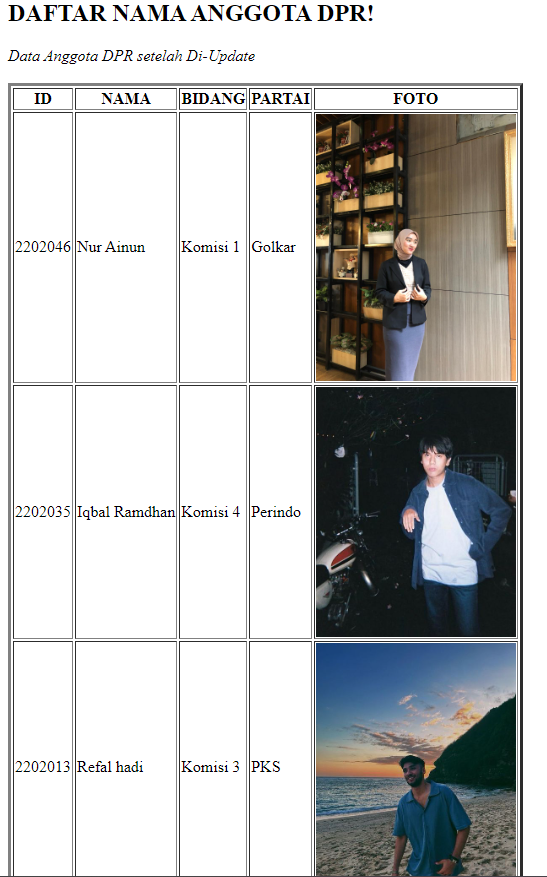 DAFTAR NAMA ANGGOTA DPR!
Data Anggota DPR setelah Di-Update
ID NAMA BIDANG PARTAI FOTO
2202046 Nur Ainun Komisi 1 Golkar
2202035 Iqbal Ramdhan Komisi 4 Perindo
2202013 Refal hadi Komisi 3 PKS